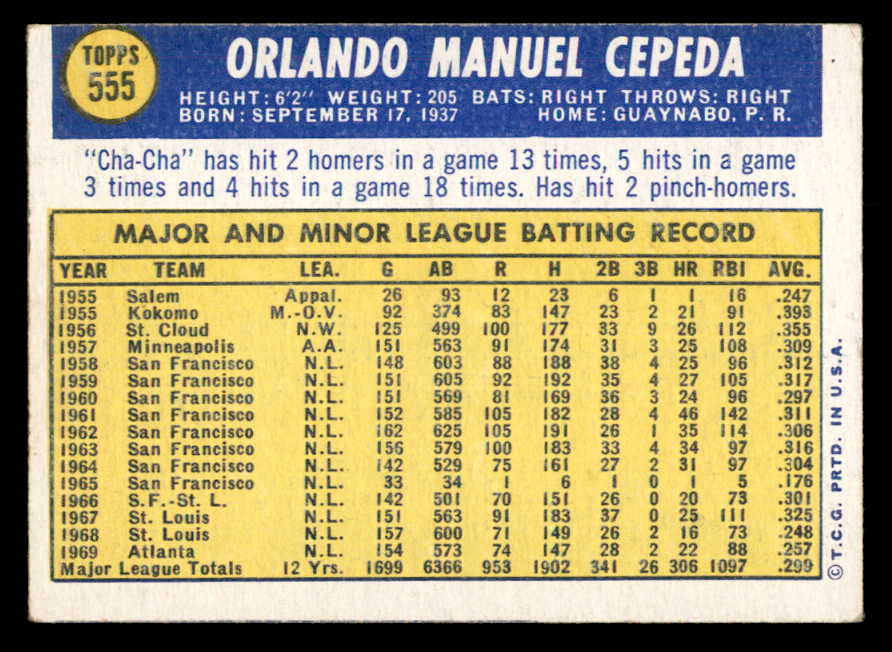 TOPPS
555
ORLANDO MANUEL CEPEDA
HEIGHT: 6'2" WEIGHT: 205 BATS: RIGHT THROWS: RIGHT
BORN: SEPTEMBER 17, 1937 HOME: GUAYNABO, P. R.
"Cha-Cha" has hit 2 homers in a game 13 times, 5 hits in a game
3 times and 4 hits in a game 18 times. Has hit 2 pinch-homers.
MAJOR AND MINOR LEAGUE BATTING RECORD
YEAR TEAM LEA. G AB R H 2B 3B HR RBI AVG.
1955 Salem Appal. 26 93 12 23 6 1 1 16 .247
1955 Kokomo M.-O.V. 92 374 83 147 23 2 21 91 .393
1956 St. Cloud N.W. 125 499 100 177 33 9 26 112 .355
1957 Minneapolis A.A. 151 563 91 174 31 3 25 108 .309
1958 San Francisco N.L. 148 603 88 188 38 4 25 96 .312
1959 San Francisco N.L. 151 605 92 192 35 4 27 105 .317
1960 San Francisco N.L. 151 569 81 169 36 3 24 96 .297
1961 San Francisco N.L. 152 585 105 182 28 4 46 142 .311
1962 San Francisco N.L. 162 625 105 191 26 1 35 114 .306
1963 San Francisco N.L. 156 579 100 183 33 4 34 97 .316
1964 San Francisco N.L. 142 529 75 161 27 2 31 97 .304
1965 San Francisco N.L. 33 34 1 6 1 0 1 5 .176
1966 S.F.-St. L. N.L. 142 501 70 151 26 0 20 73 .301
1967 St. Louis N.L. 151 563 91 183 37 0 25 111 .325
1968 St. Louis N.L. 157 600 71 149 26 2 16 73 .248
1969 Atlanta N.L. 154 573 74 147 28 2 22 88 .257
Major League Totals 12 Yrs. 1699 6366 953 1902 341 26 306 1097 .299
© T.C.G. PRTD. IN U.S.A.